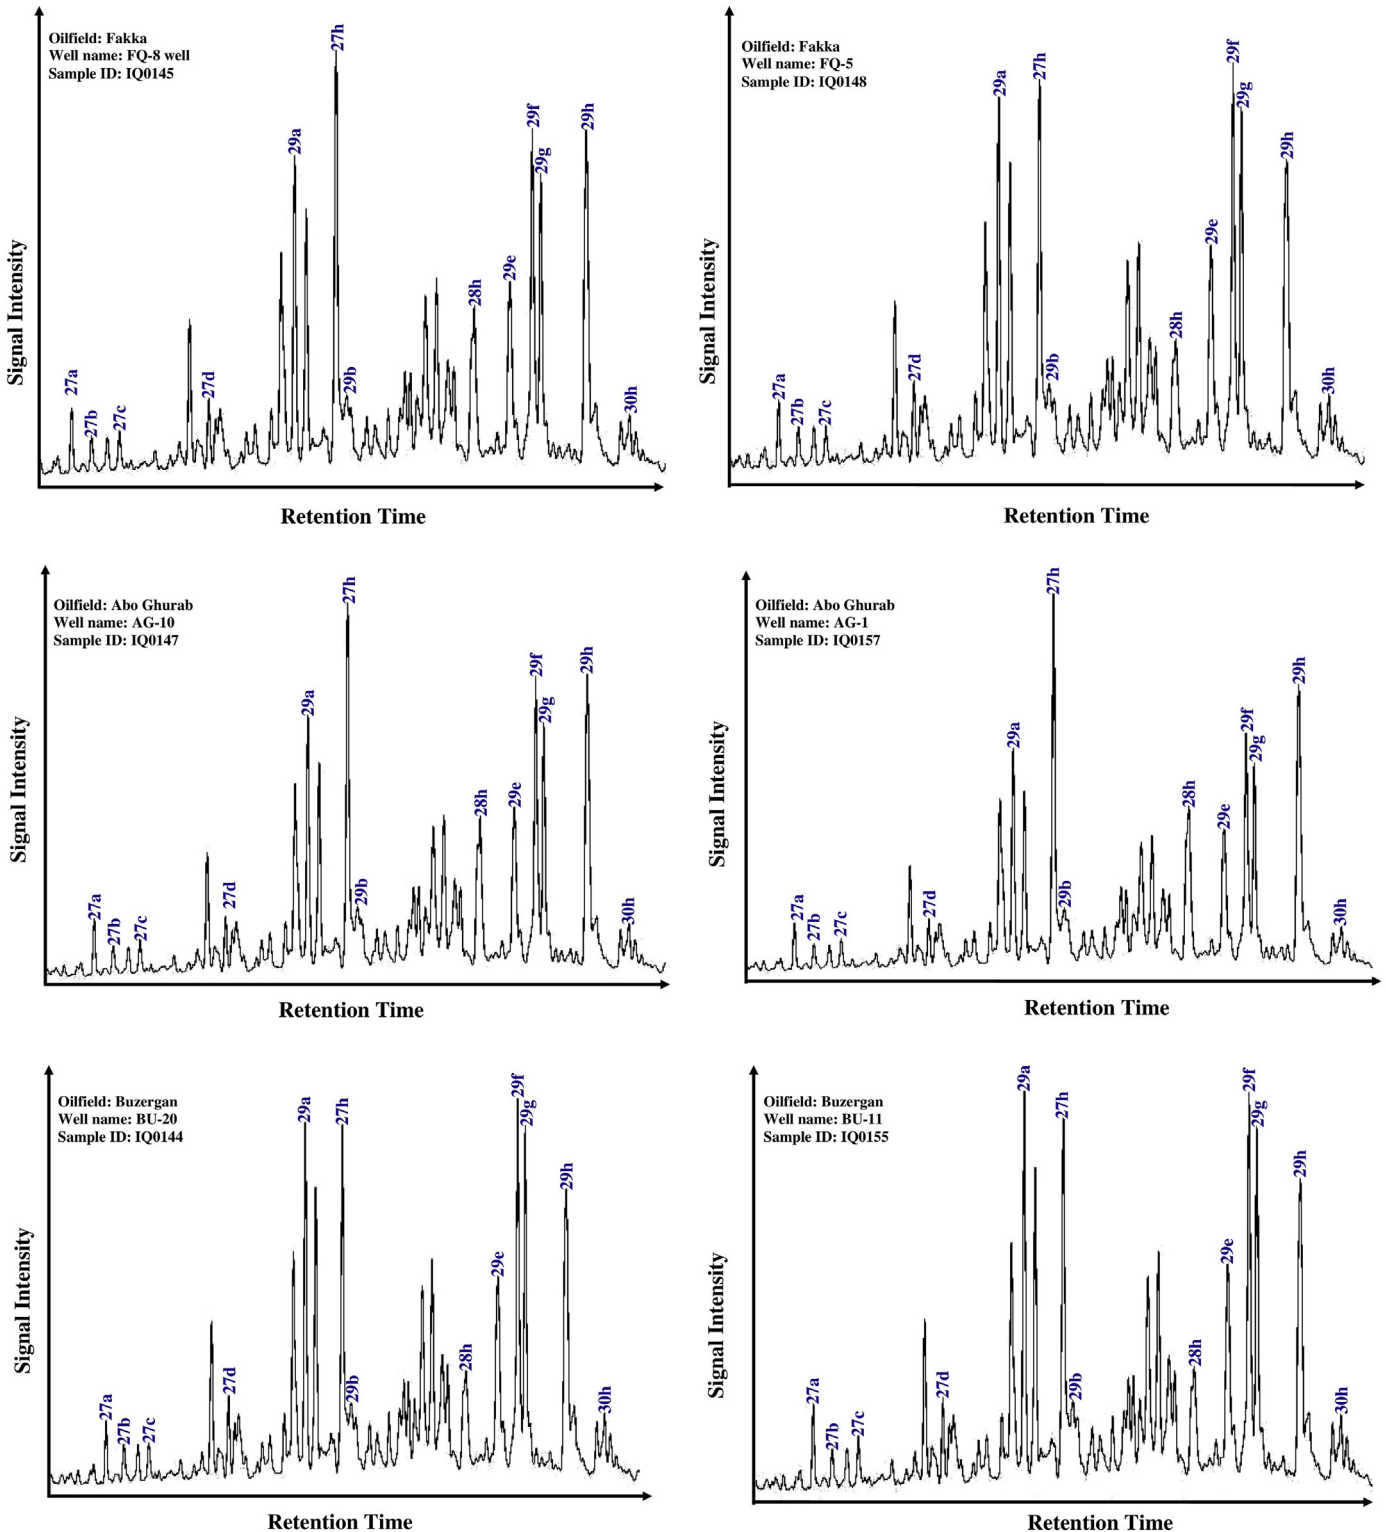 Oilfield: Fakka
Well name: FQ-8 well
Sample ID: IQ0145
27a
27b
27c
27d
29a
27h
29b
28h
29e
29f
29g
29h
30h
Signal Intensity
Retention Time
Oilfield: Fakka
Well name: FQ-5
Sample ID: IQ0148
27a
27b
27c
27d
29a
27h
29b
28h
29e
29f
29g
29h
30h
Signal Intensity
Retention Time
Oilfield: Abo Ghurab
Well name: AG-10
Sample ID: IQ0147
27a
27b
27c
27d
29a
27h
29b
28h
29e
29f
29g
29h
30h
Signal Intensity
Retention Time
Oilfield: Abo Ghurab
Well name: AG-1
Sample ID: IQ0157
27a
27b
27c
27d
29a
27h
29b
28h
29e
29f
29g
29h
30h
Signal Intensity
Retention Time
Oilfield: Buzergan
Well name: BU-20
Sample ID: IQ0144
27a
27b
27c
27d
29a
27h
29b
28h
29e
29f
29g
29h
30h
Signal Intensity
Retention Time
Oilfield: Buzergan
Well name: BU-11
Sample ID: IQ0155
27a
27b
27c
27d
29a
27h
29b
28h
29e
29f
29g
29h
30h
Signal Intensity
Retention Time